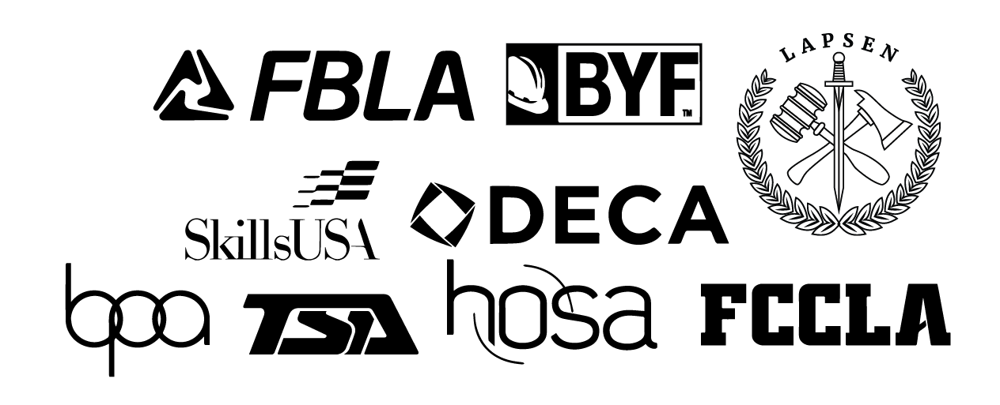 FBLA
BYF
TM
LAPSEN
SkillsUSA
DECA
bpa
TSA
hosa
FCCLA